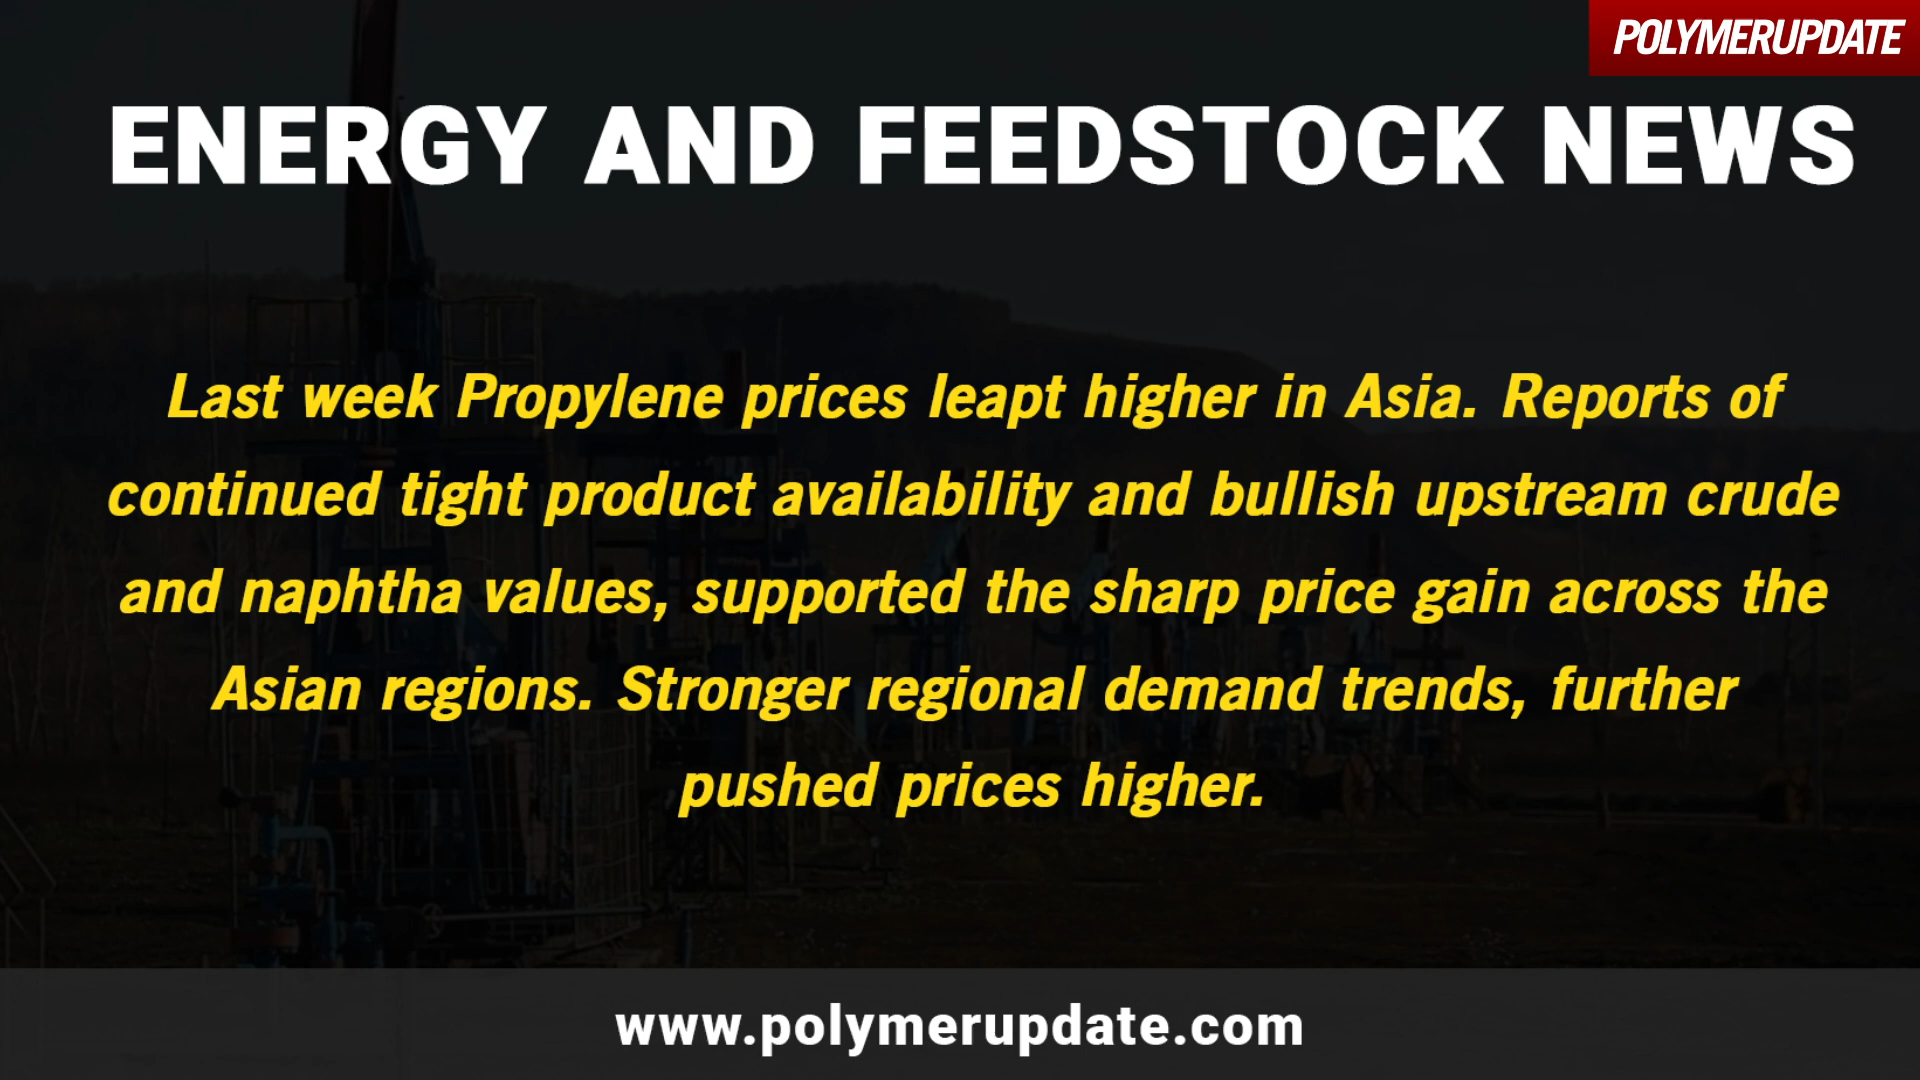 POLYMERUPDATE
ENERGY AND FEEDSTOCK NEWS
Last week Propylene prices leapt higher in Asia. Reports of
continued tight product availability and bullish upstream crude
and naphtha values, supported the sharp price gain across the
Asian regions. Stronger regional demand trends, further
pushed prices higher.
www.polymerupdate.com